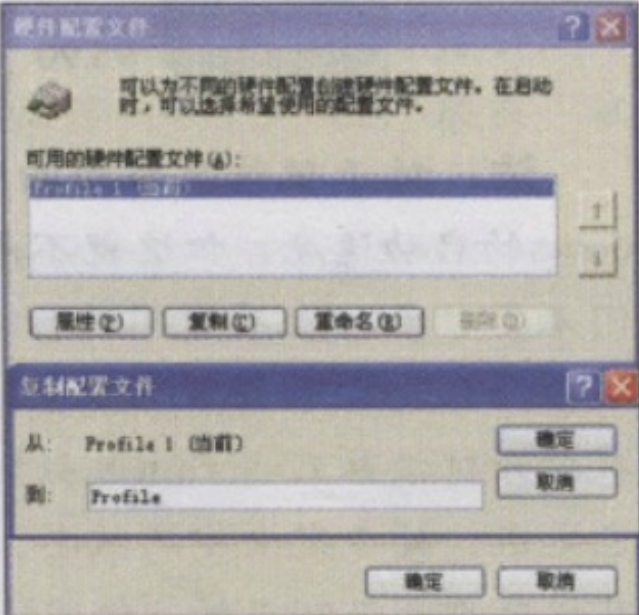 硬件配置文件
可以为不同的硬件配置创建硬件配置文件。在启动
时，可以选择希望使用的配置文件。
可用的硬件配置文件(A):
Profile 1 (当前)
属性(P) 复制(C) 重命名(R) 删除(D)
复制配置文件
从: Profile 1 (当前) 确定
取消
到: Profile
确定 取消